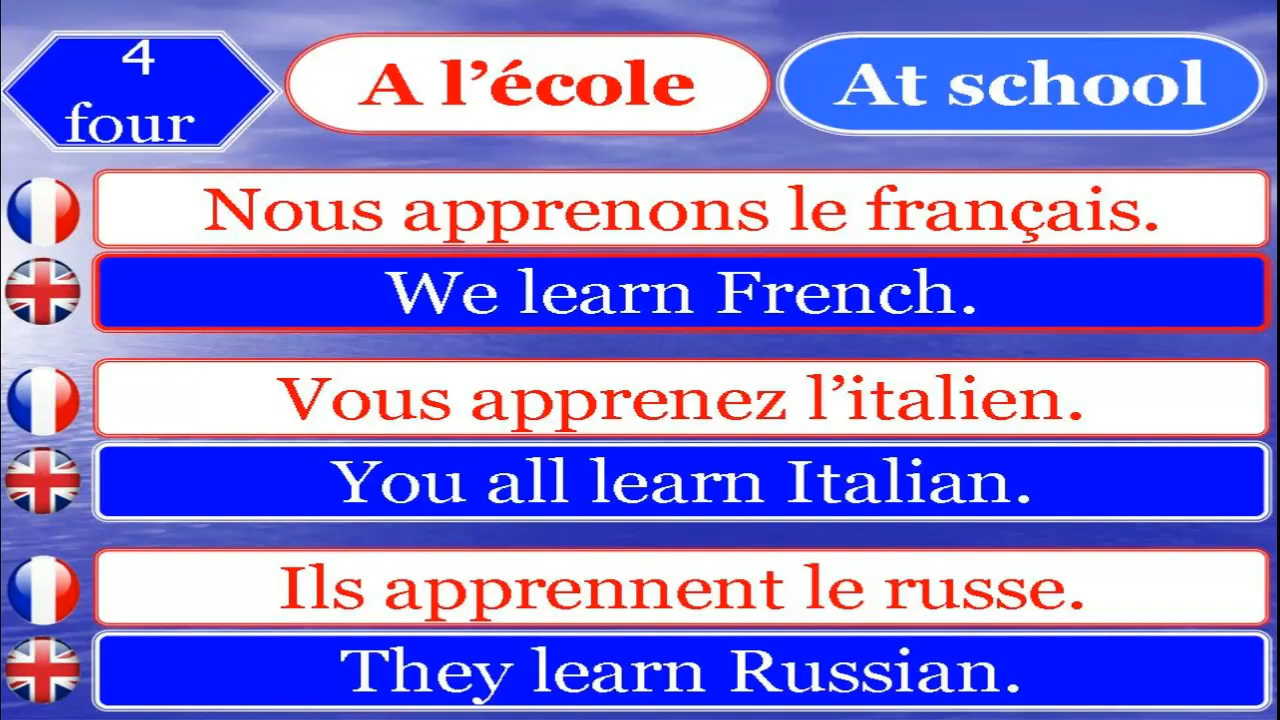 4
four
A l’école
At school
Nous apprenons le français.
We learn French.
Vous apprenez l’italien.
You all learn Italian.
Ils apprennent le russe.
They learn Russian.